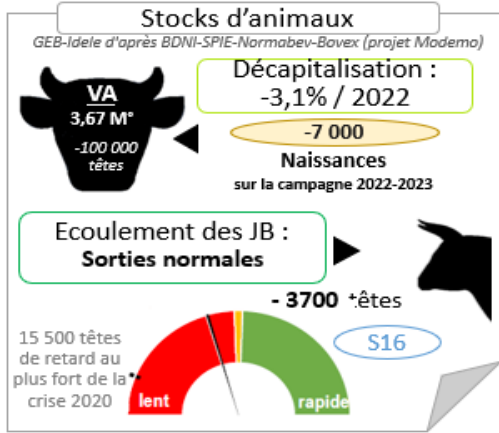 Stocks d'animaux
GEB-Idele d'après BDNI-SPIE-Normabev-Bovex (projet Modemo)
VA
3,67 M°
-100 000
têtes
Décapitalisation :
-3,1% / 2022
-7 000
Naissances
sur la campagne 2022-2023
Ecoulement des JB :
Sorties normales
- 3700 têtes
S16
15 500 têtes
de retard au
plus fort de la
crise 2020
lent
rapide